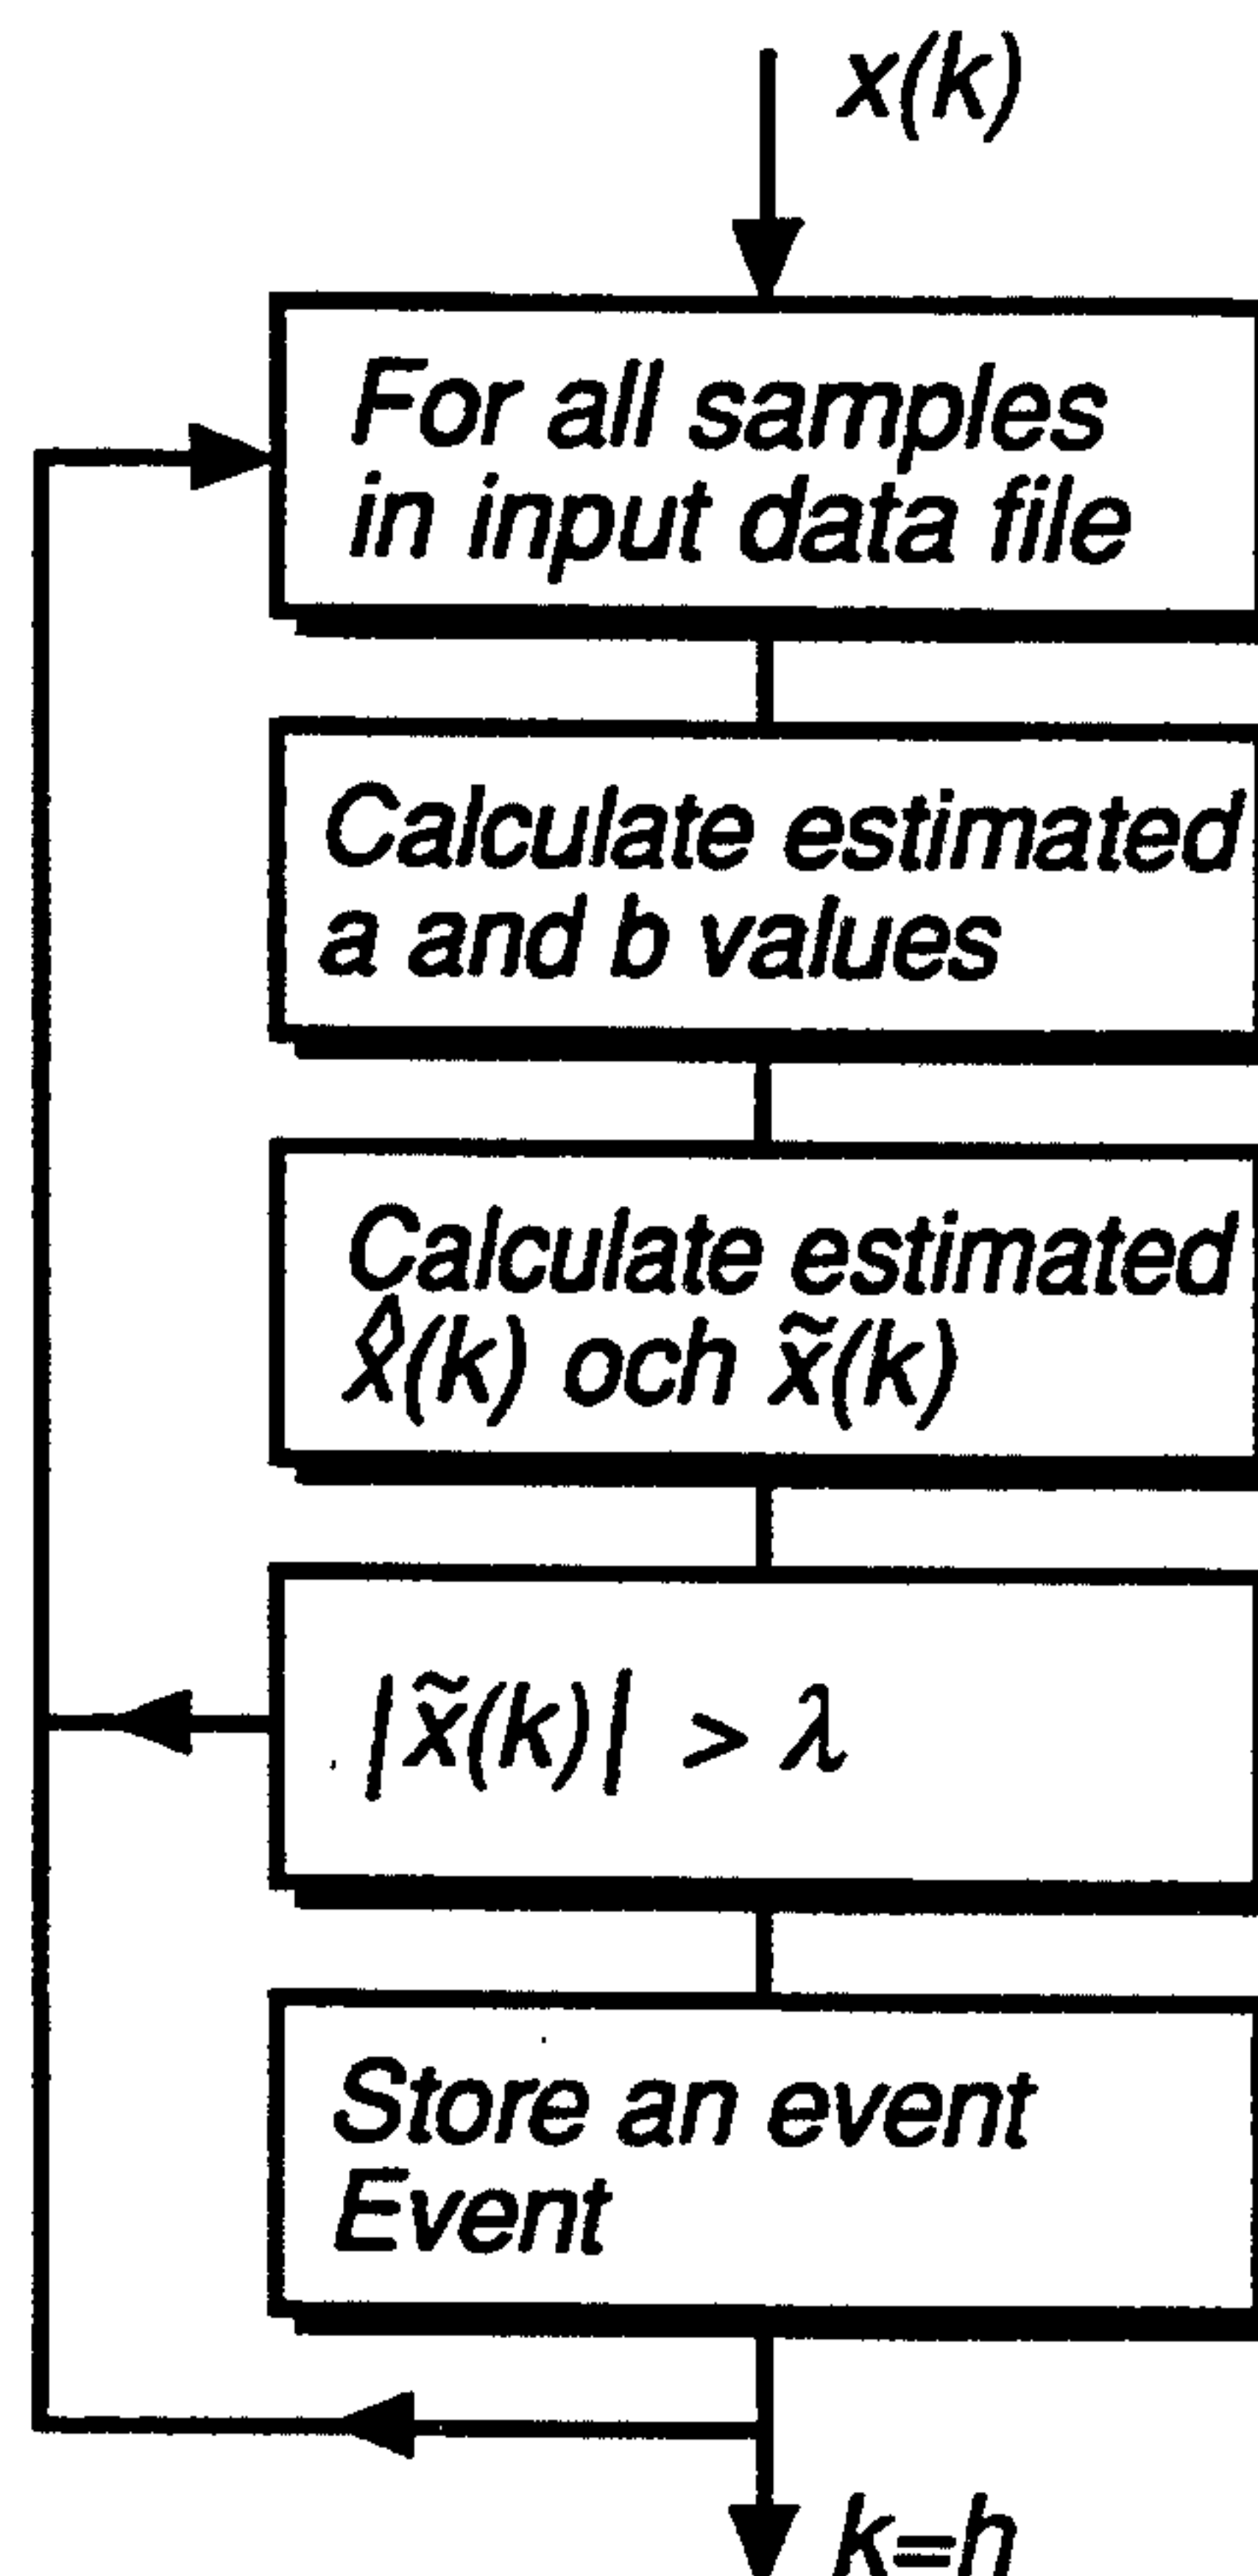 x(k)
For all samples
in input data file
Calculate estimated
a and b values
Calculate estimated
x̂(k) och x̃(k)
|x̃(k)| > λ
Store an event
Event
k=h